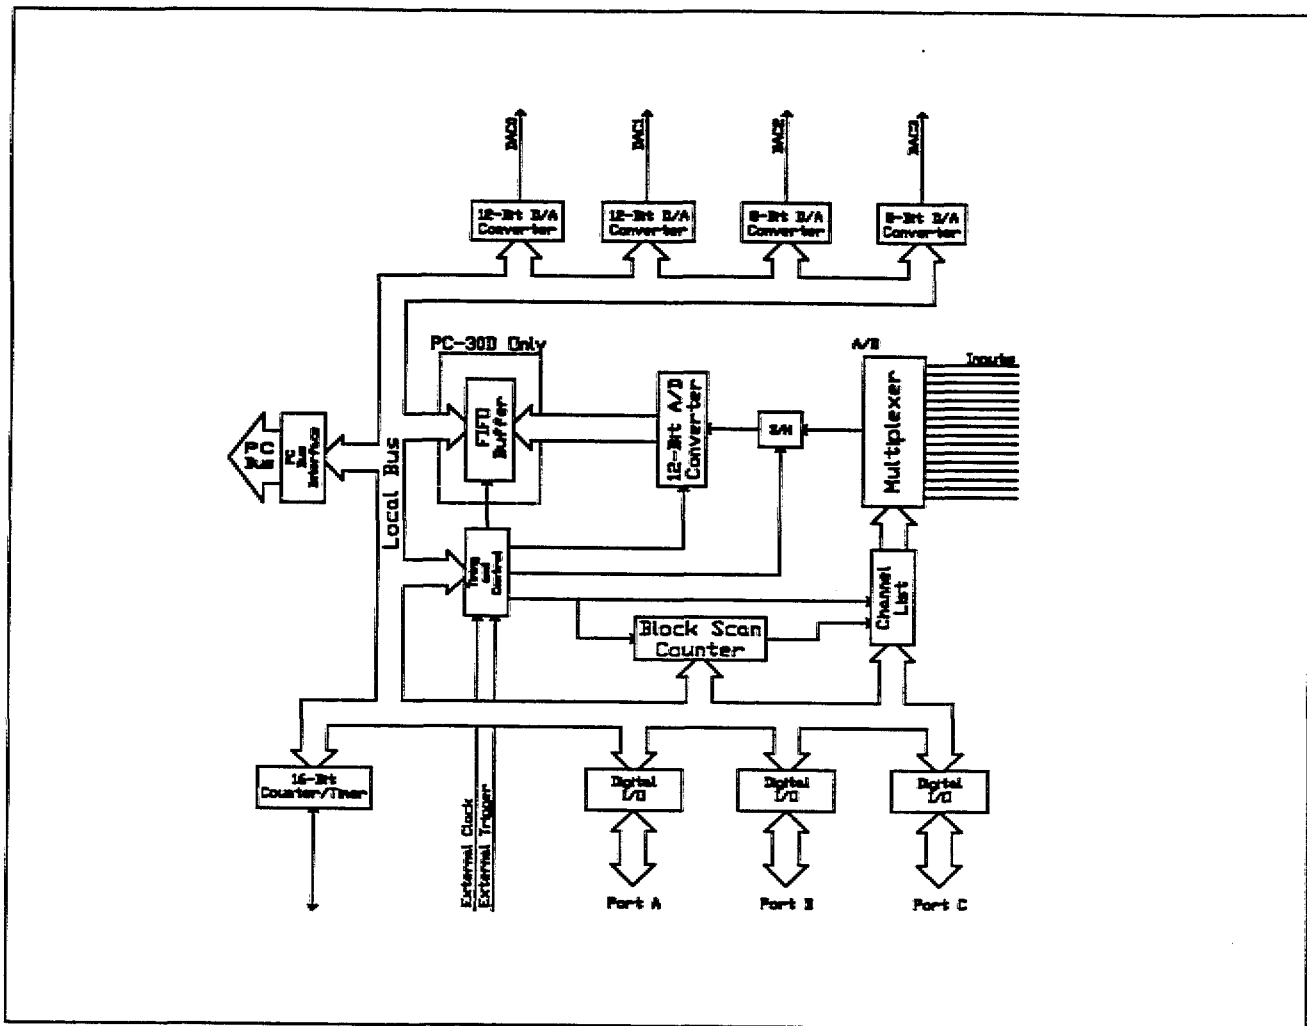 DAC0
DAC1
DAC2
DAC3
12-Bit D/A
Converter
12-Bit D/A
Converter
8-Bit D/A
Converter
8-Bit D/A
Converter
PC-30D Only
FIFO
Buffer
12-Bit A/D
Converter
S/H
A/D
Multiplexer
Inputs
PC
Bus
Interface
Local Bus
Timing
and
Control
Block Scan
Counter
Channel
List
16-Bit
Counter/Timer
External Clock
External Trigger
Digital
I/O
Digital
I/O
Digital
I/O
Port A
Port B
Port C